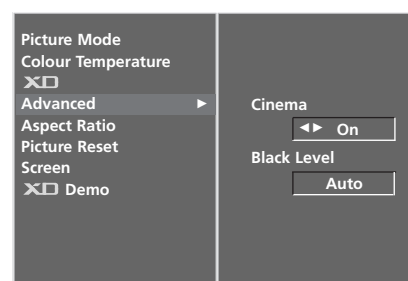 Picture Mode
Colour Temperature
XD
Advanced ►
Aspect Ratio
Picture Reset
Screen
XD Demo
Cinema
◄► On
Black Level
Auto